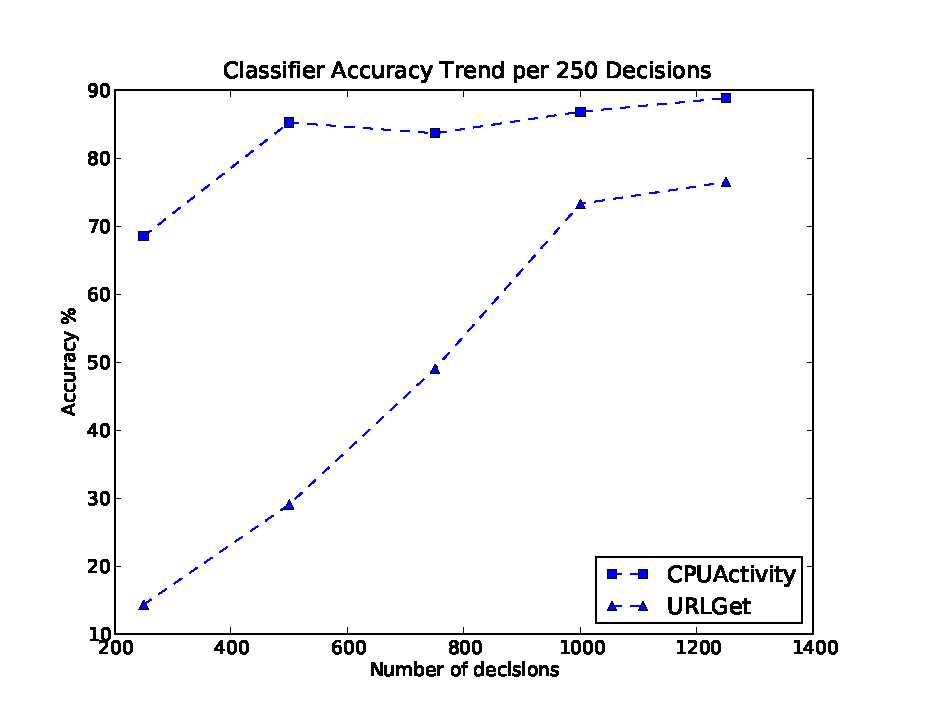 Classifier Accuracy Trend per 250 Decisions
90
80
70
60
50
40
30
20
10
Accuracy %
200 400 600 800 1000 1200 1400
Number of decisions
CPUActivity
URLGet